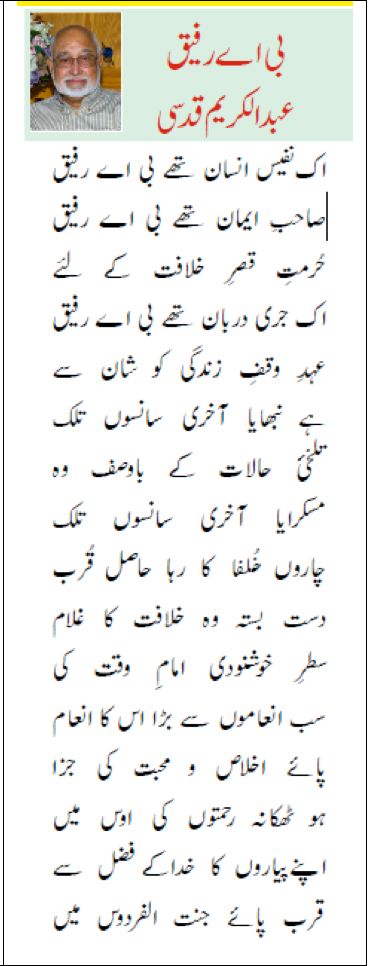 بی اے رفیق
عبدالکریم قدسی
اک نفیس انسان تھے بی اے رفیق
صاحبِ ایمان تھے بی اے رفیق
حُرمتِ قصرِ خلافت کے لئے
اک جری دربان تھے بی اے رفیق
عہدِ وقفِ زندگی کو شان سے
ہے نبھایا آخری سانسوں تلک
تلخئ حالات کے باوصف وہ
مسکرایا آخری سانسوں تلک
چاروں خُلفا کا رہا حاصل قُرب
دست بستہ وہ خلافت کا غلام
سطرِ خوشنودی امامِ وقت کی
سب انعاموں سے بڑا اس کا انعام
پائے اخلاص و محبت کی جزا
ہو ٹھکانہ رحمتوں کی اوس میں
اپنے پیاروں کا خدا کے فضل سے
قرب پائے جنت الفردوس میں